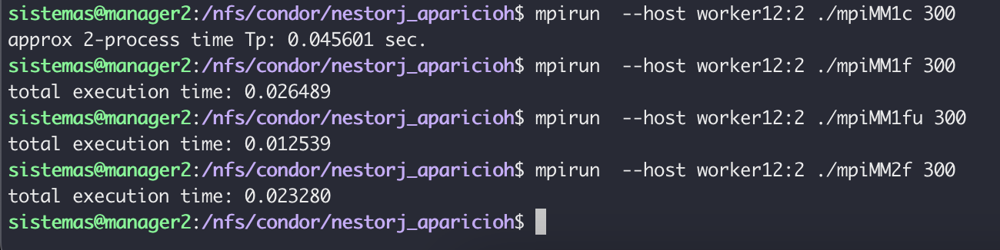 sistemas@manager2:/nfs/condor/nestorj_aparicioh$ mpirun  --host worker12:2 ./mpiMM1c 300
approx 2-process time Tp: 0.045601 sec.
sistemas@manager2:/nfs/condor/nestorj_aparicioh$ mpirun  --host worker12:2 ./mpiMM1f 300
total execution time: 0.026489
sistemas@manager2:/nfs/condor/nestorj_aparicioh$ mpirun  --host worker12:2 ./mpiMM1fu 300
total execution time: 0.012539
sistemas@manager2:/nfs/condor/nestorj_aparicioh$ mpirun  --host worker12:2 ./mpiMM2f 300
total execution time: 0.023280
sistemas@manager2:/nfs/condor/nestorj_aparicioh$